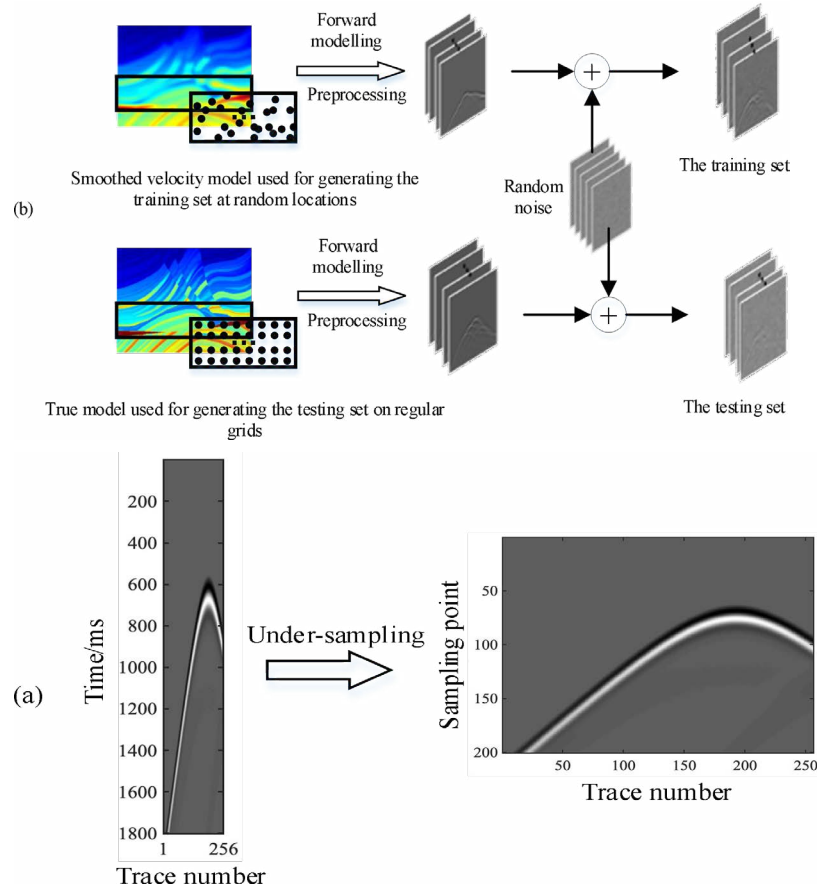 Forward
modelling
Preprocessing
+
Smoothed velocity model used for generating the
training set at random locations
Random
noise
The training set
(b)
Forward
modelling
Preprocessing
+
True model used for generating the testing set on regular
grids
The testing set
(a)
Time/ms
200
400
600
800
1000
1200
1400
1600
1800
1 256
Trace number
Under-sampling
Sampling point
50
100
150
200
50 100 150 200 250
Trace number